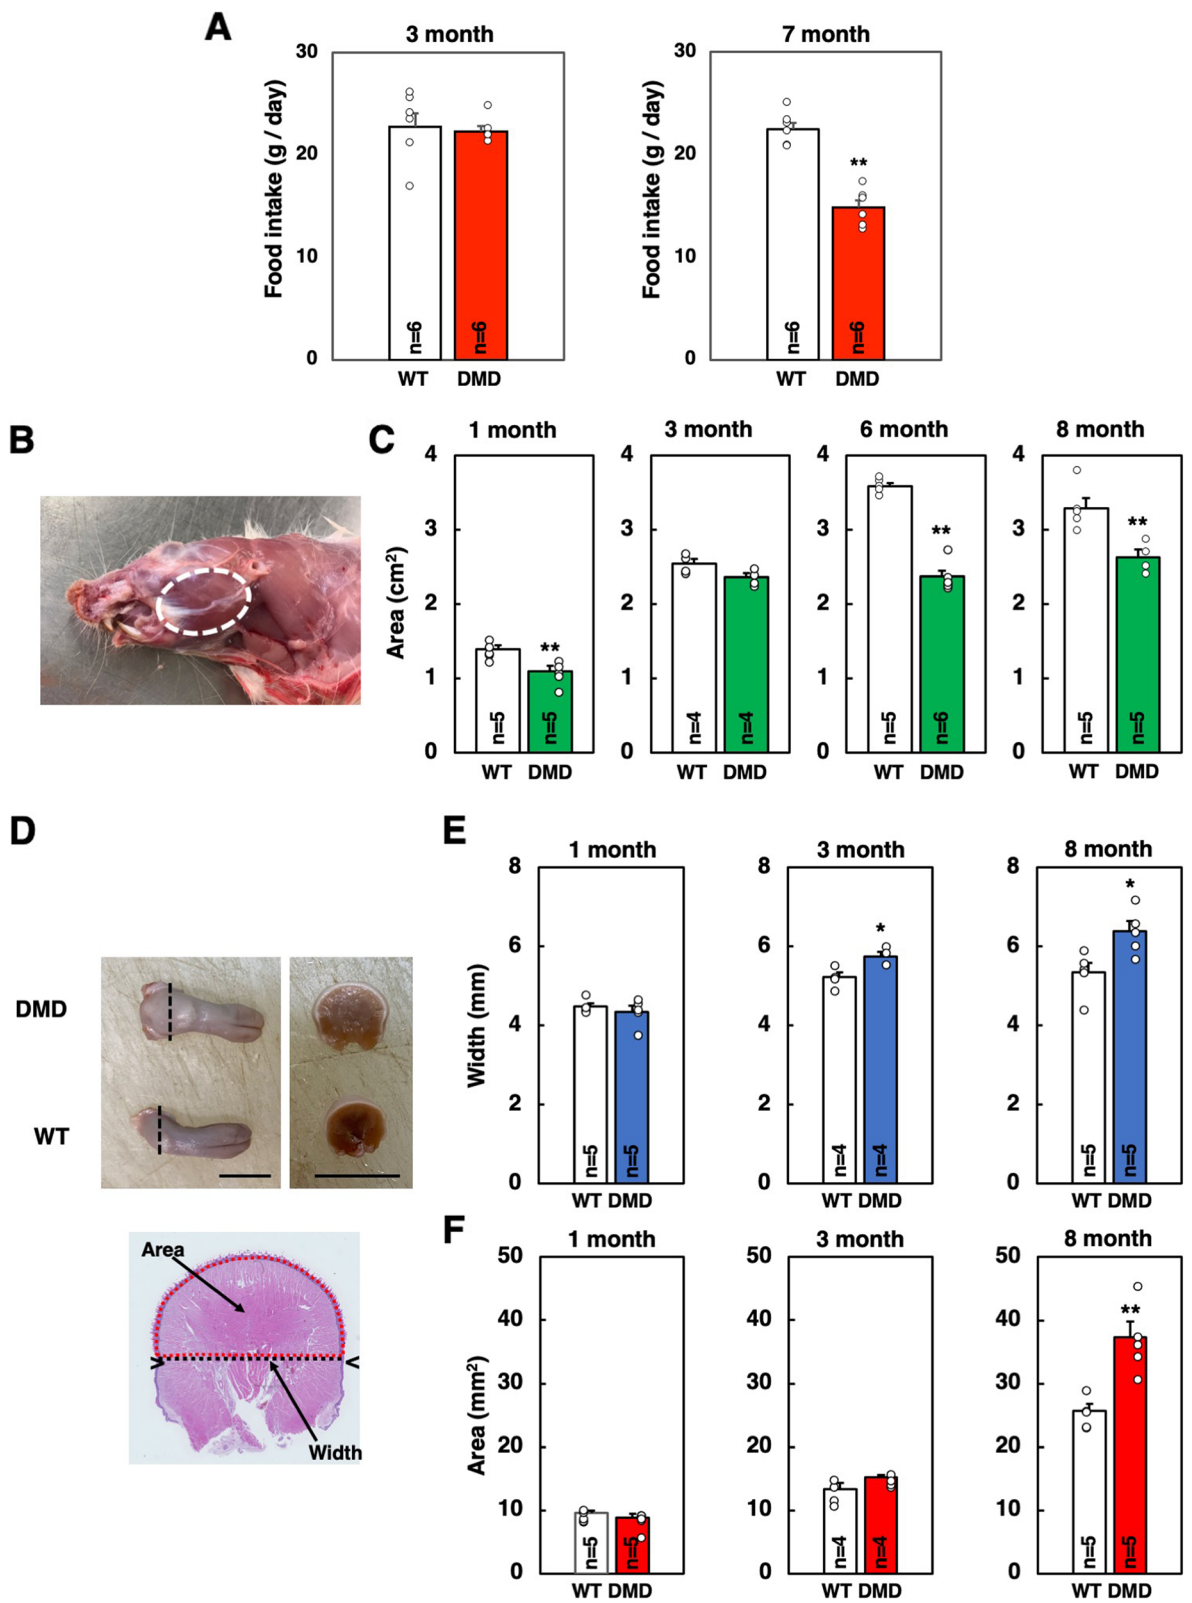 A
3 month
7 month
Food intake (g / day)
30
20
10
0
n=6
n=6
WT DMD
Food intake (g / day)
30
20
10
0
**
n=6
n=6
WT DMD
B
C
1 month
3 month
6 month
8 month
Area (cm²)
4
3
2
1
0
**
n=5
n=5
WT DMD
4
3
2
1
0
n=4
n=4
WT DMD
4
3
2
1
0
**
n=5
n=6
WT DMD
4
3
2
1
0
**
n=5
n=5
WT DMD
D
DMD
WT
Area
> <
Width
E
1 month
3 month
8 month
Width (mm)
8
6
4
2
0
n=5
n=5
WT DMD
8
6
4
2
0
*
n=4
n=4
WT DMD
8
6
4
2
0
*
n=5
n=5
WT DMD
F
1 month
3 month
8 month
Area (mm²)
50
40
30
20
10
0
n=5
n=5
WT DMD
50
40
30
20
10
0
n=4
n=4
WT DMD
50
40
30
20
10
0
**
n=5
n=5
WT DMD